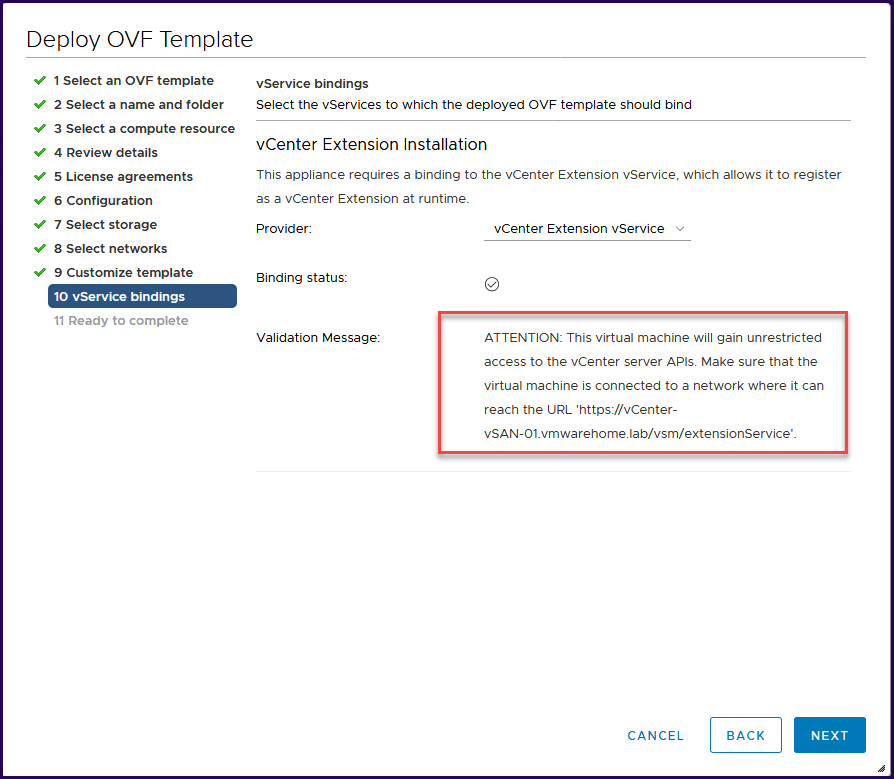 Deploy OVF Template
1 Select an OVF template
2 Select a name and folder
3 Select a compute resource
4 Review details
5 License agreements
6 Configuration
7 Select storage
8 Select networks
9 Customize template
10 vService bindings
11 Ready to complete
vService bindings
Select the vServices to which the deployed OVF template should bind
vCenter Extension Installation
This appliance requires a binding to the vCenter Extension vService, which allows it to register
as a vCenter Extension at runtime.
Provider:
vCenter Extension vService
Binding status:
Validation Message:
ATTENTION: This virtual machine will gain unrestricted
access to the vCenter server APIs. Make sure that the
virtual machine is connected to a network where it can
reach the URL 'https://vCenter-
vSAN-01.vmwarehome.lab/vsm/extensionService'.
CANCEL
BACK
NEXT